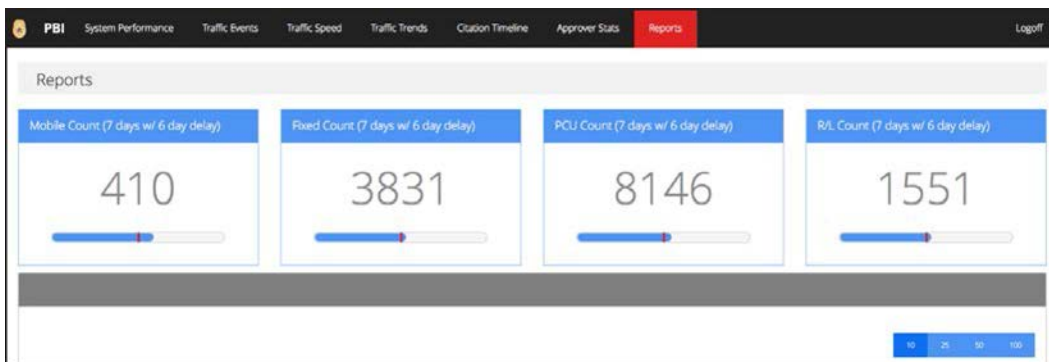 PBI System Performance Traffic Events Traffic Speed Traffic Trends Citation Timeline Approver Stats Reports Logoff
Reports
Mobile Count (7 days w/ 6 day delay) Fixed Count (7 days w/ 6 day delay) PCU Count (7 days w/ 6 day delay) R/L Count (7 days w/ 6 day delay)
410 3831 8146 1551
10 25 50 100